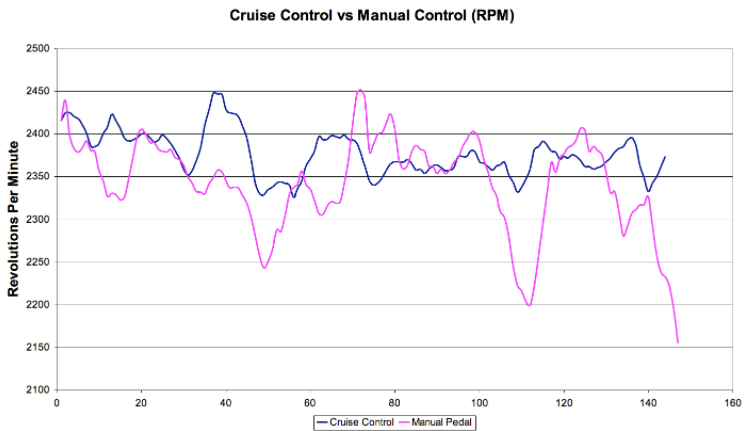 Cruise Control vs Manual Control (RPM)
Revolutions Per Minute
2500
2450
2400
2350
2300
2250
2200
2150
2100
0 20 40 60 80 100 120 140 160
Cruise Control Manual Pedal